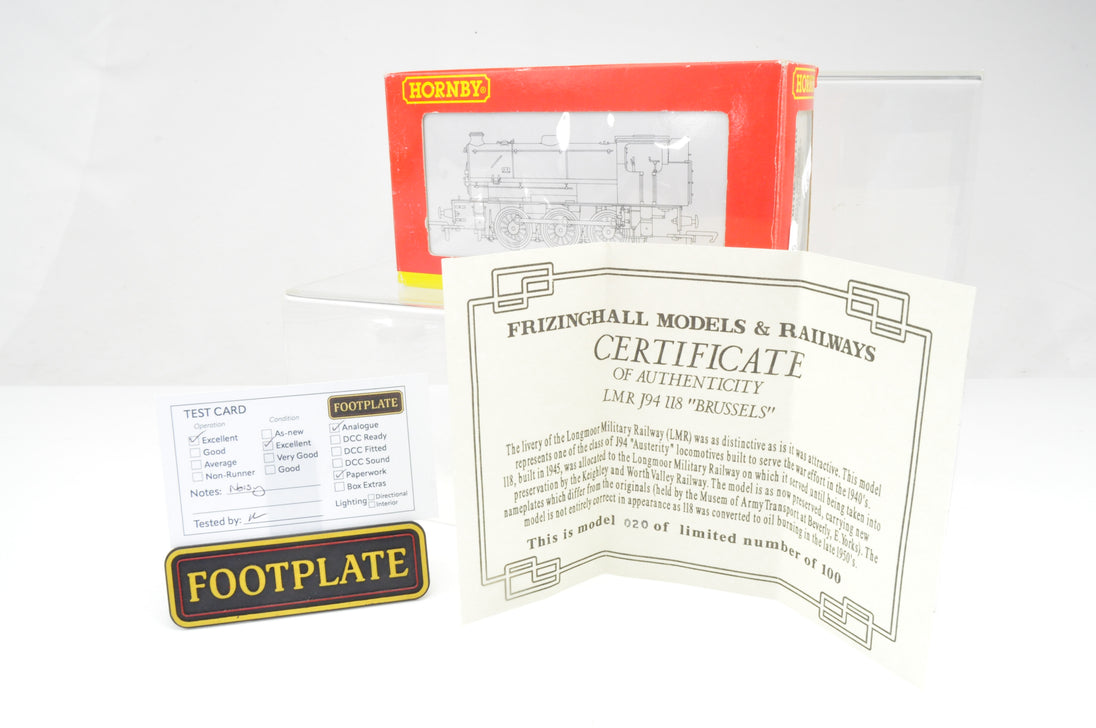 HORNBY®
HORNBY
FRIZINGHALL MODELS & RAILWAYS
CERTIFICATE
OF AUTHENTICITY
LMR J94 118 "BRUSSELS"
The livery of the Longmoor Military Railway (LMR) was as distinctive as is it was attractive. This model
represents one of the class of J94 "Austerity" locomotives built to serve the war effort in the 1940's.
118, built in 1945, was allocated to the Longmoor Military Railway on which it served until being taken into
preservation by the Keighley and Worth Valley Railway. The model is as now preserved, carrying new
nameplates which differ from the originals (held by the Musem of Army Transport at Beverly, E. Yorks). The
model is not entirely correct in appearance as 118 was converted to oil burning in the late 1950's.
This is model 020 of limited number of 100
TEST CARD
FOOTPLATE
Operation
Excellent
Good
Average
Non-Runner
Condition
As-new
Excellent
Very Good
Good
Analogue
DCC Ready
DCC Fitted
DCC Sound
Paperwork
Box Extras
Notes: Noisy
Lighting Directional
Interior
Tested by:
FOOTPLATE